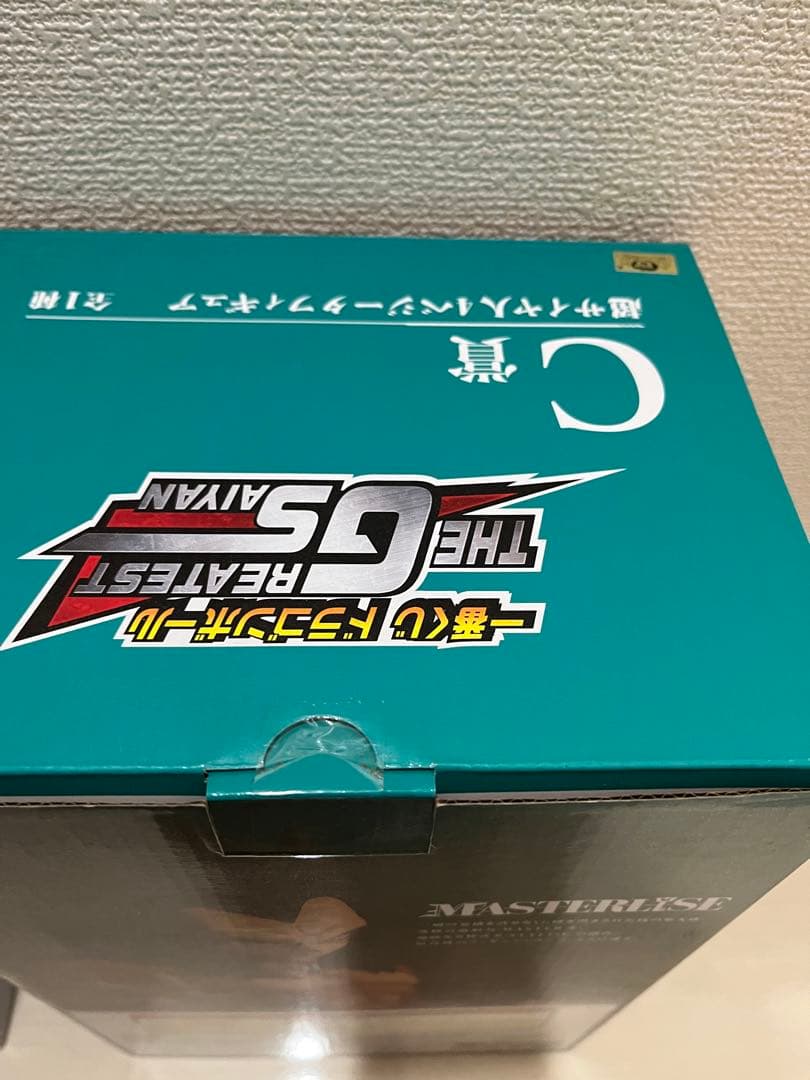 一番くじ ドラゴンボール
THE GREATEST SAIYAN
C賞
超サイヤ人4ベジータフィギュア 全1種
MASTERLISE